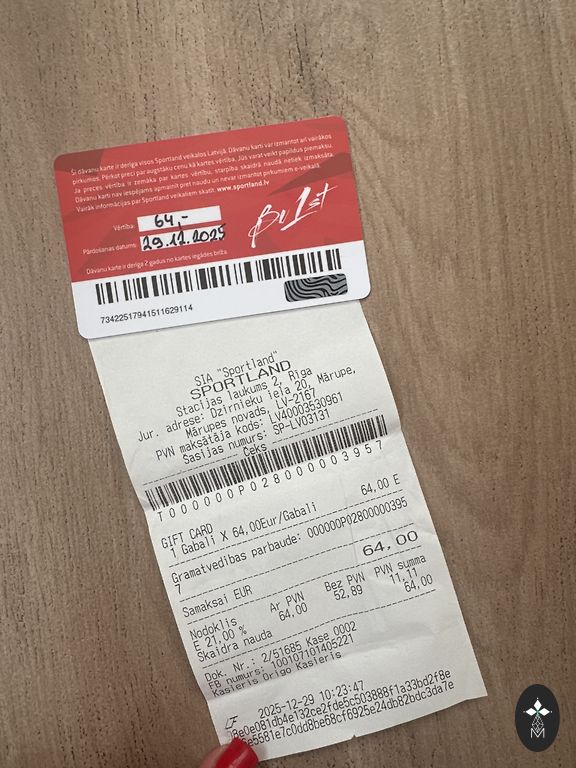 Šī dāvanu karte ir derīga visos Sportland veikalos Latvijā. Dāvanu karti var izmantot arī vairākos
pirkumos. Pērkot preci par augstāku cenu kā kartes vērtība, Jūs varat veikt papildus piemaksu.
Ja preces vērtība ir zemāka par kartes vērtību, starpība skaidrā naudā netiek izmaksāta.
Dāvanu karti nav iespējams apmainīt pret naudu un nevar izmantot pirkumiem e-veikalā.
Vairāk informācijas par Sportland veikaliem skatīt: www.sportland.lv
Vērtība: 64,-
Pārdošanas datums: 29.12.2025
Bu1st
Dāvanu karte ir derīga 2 gadus no kartes iegādes brīža
73422517941511629114
SIA "Sportland"
SPORTLAND
Stacijas laukums 2, Rīga
Jur. adrese: Dzirnieku iela 20, Mārupe,
Mārupes novads, LV-2167
PVN maksātāja kods: LV40003530961
Šasijas numurs: SP-LV03131
Čeks
T000000P02800000003957
GIFT CARD
1 Gabali X 64,00Eur/Gabali 64,00 E
Gramatvedības parbaude: 000000P02800000395
7
Samaksai EUR 64,00
Nodoklis Ar PVN Bez PVN PVN summa
E 21,00 % 64,00 52,89 11,11
Skaidra nauda 64,00
Dok. Nr.: 2/51685 Kase 0002
FB numurs: 100107101405221
Kasieris Origo Kasieris
LF 2025-12-29 10:23:47
M